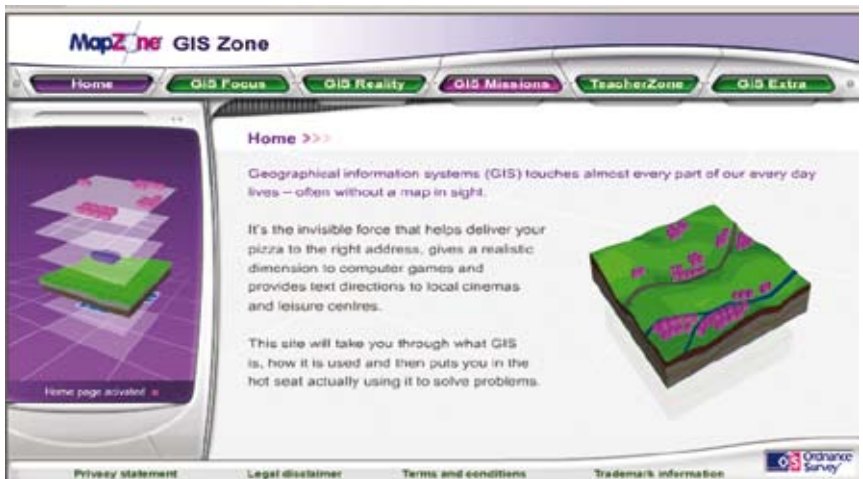 MapZone GIS Zone
Home GIS Focus GIS Reality GIS Missions TeacherZone GIS Extra
Home >>>
Geographical information systems (GIS) touches almost every part of our every day
lives – often without a map in sight.
It's the invisible force that helps deliver your
pizza to the right address, gives a realistic
dimension to computer games and
provides text directions to local cinemas
and leisure centres.
This site will take you through what GIS
is, how it is used and then puts you in the
hot seat actually using it to solve problems.
Home page activated
Privacy statement Legal disclaimer Terms and conditions Trademark information
OS Ordnance
Survey